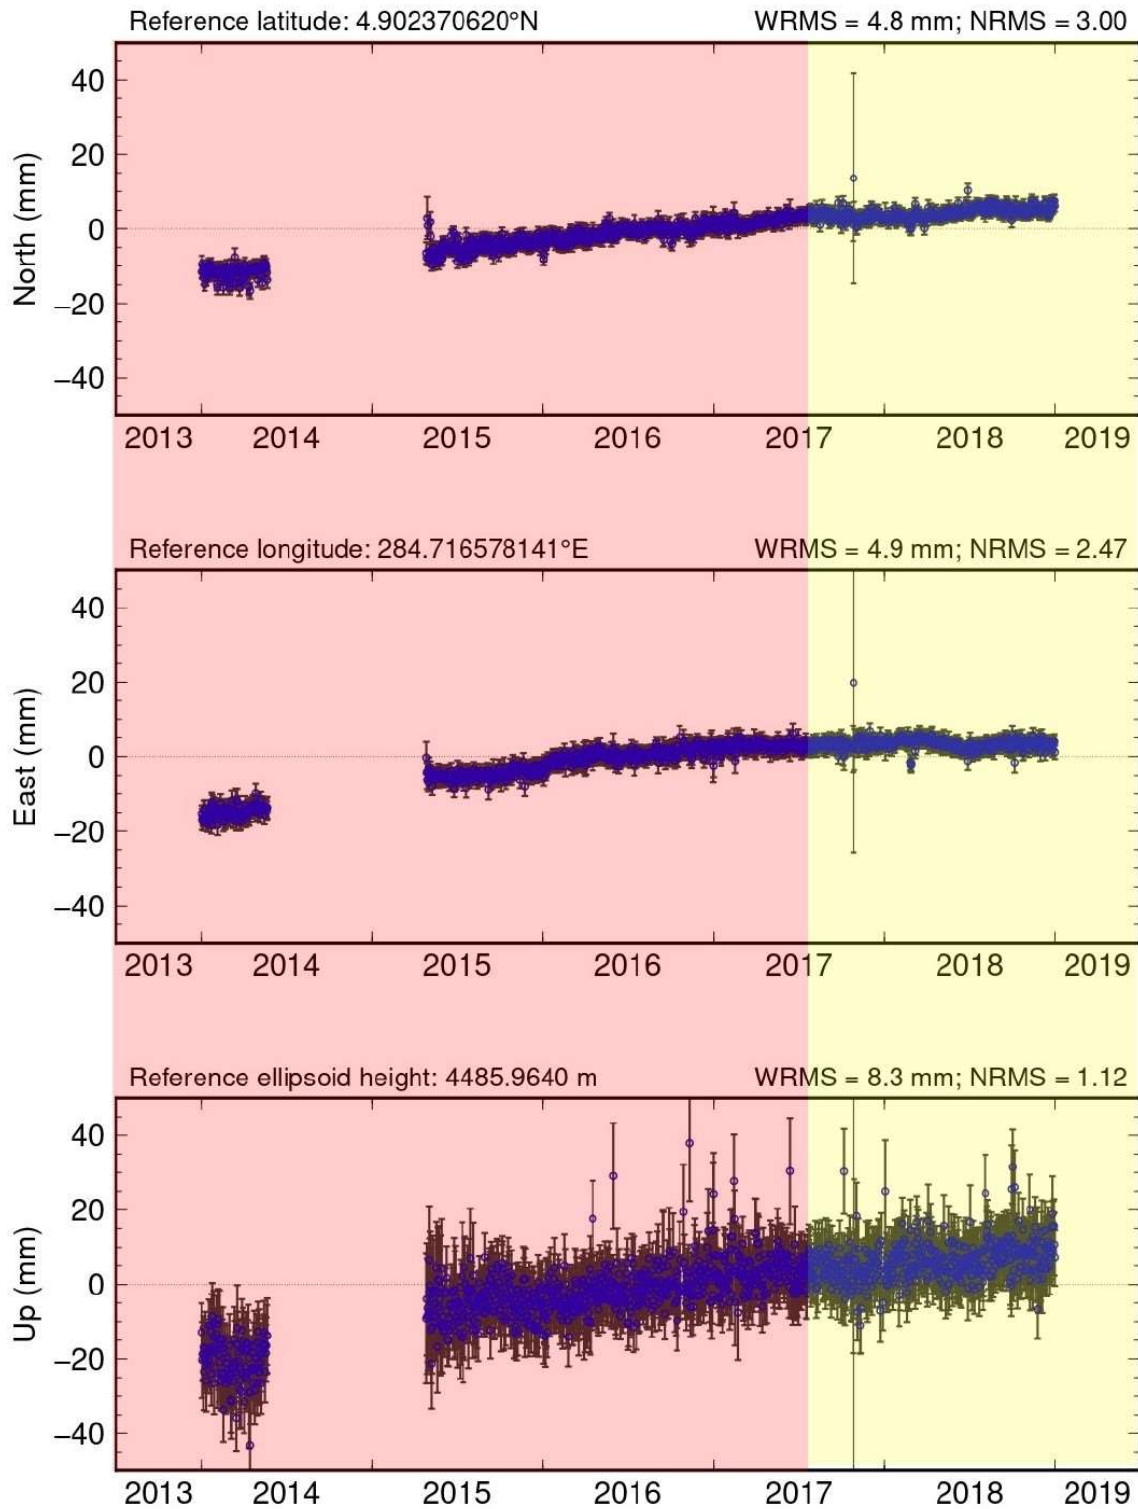 Reference latitude: 4.902370620°N WRMS = 4.8 mm; NRMS = 3.00
40
20
0
−20
−40
North (mm)
2013 2014 2015 2016 2017 2018 2019
Reference longitude: 284.716578141°E WRMS = 4.9 mm; NRMS = 2.47
40
20
0
−20
−40
East (mm)
2013 2014 2015 2016 2017 2018 2019
Reference ellipsoid height: 4485.9640 m WRMS = 8.3 mm; NRMS = 1.12
40
20
0
−20
−40
Up (mm)
2013 2014 2015 2016 2017 2018 2019